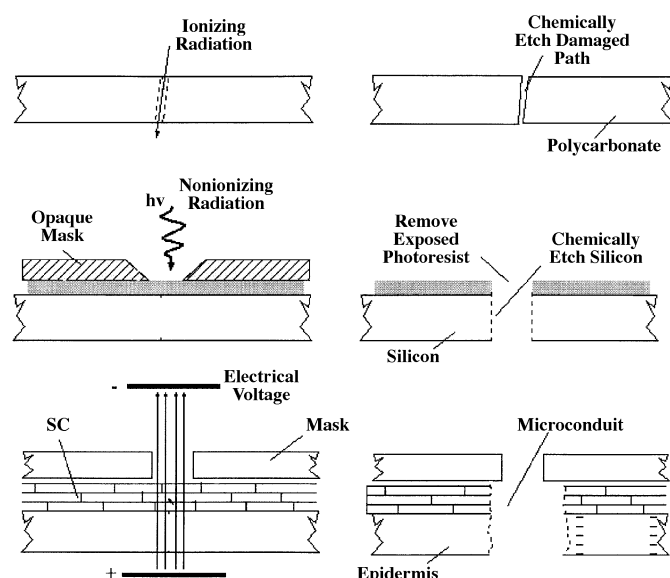 Ionizing
Radiation
Chemically
Etch Damaged
Path
Polycarbonate
Nonionizing
Radiation
hv
Opaque
Mask
Remove
Exposed
Photoresist
Chemically
Etch Silicon
Silicon
-
Electrical
Voltage
SC
Mask
Microconduit
+
Epidermis